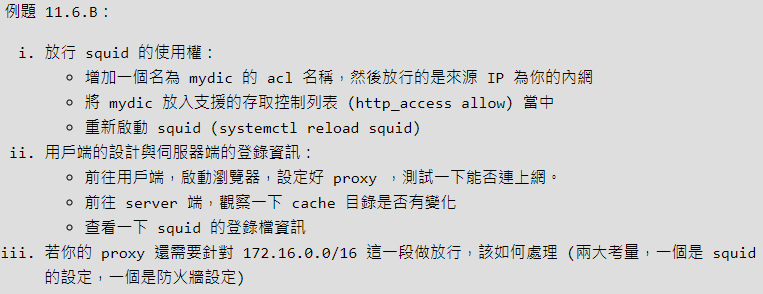 例題 11.6.B：
i. 放行 squid 的使用權：
○ 增加一個名為 mydic 的 acl 名稱，然後放行的是來源 IP 為你的內網
○ 將 mydic 放入支援的存取控制列表 (http_access allow) 當中
○ 重新啟動 squid (systemctl reload squid)
ii. 用戶端的設計與伺服器端的登錄資訊：
○ 前往用戶端，啟動瀏覽器，設定好 proxy ，測試一下能否連上網。
○ 前往 server 端，觀察一下 cache 目錄是否有變化
○ 查看一下 squid 的登錄檔資訊
iii. 若你的 proxy 還需要針對 172.16.0.0/16 這一段做放行，該如何處理 (兩大考量，一個是 squid
的設定，一個是防火牆設定)